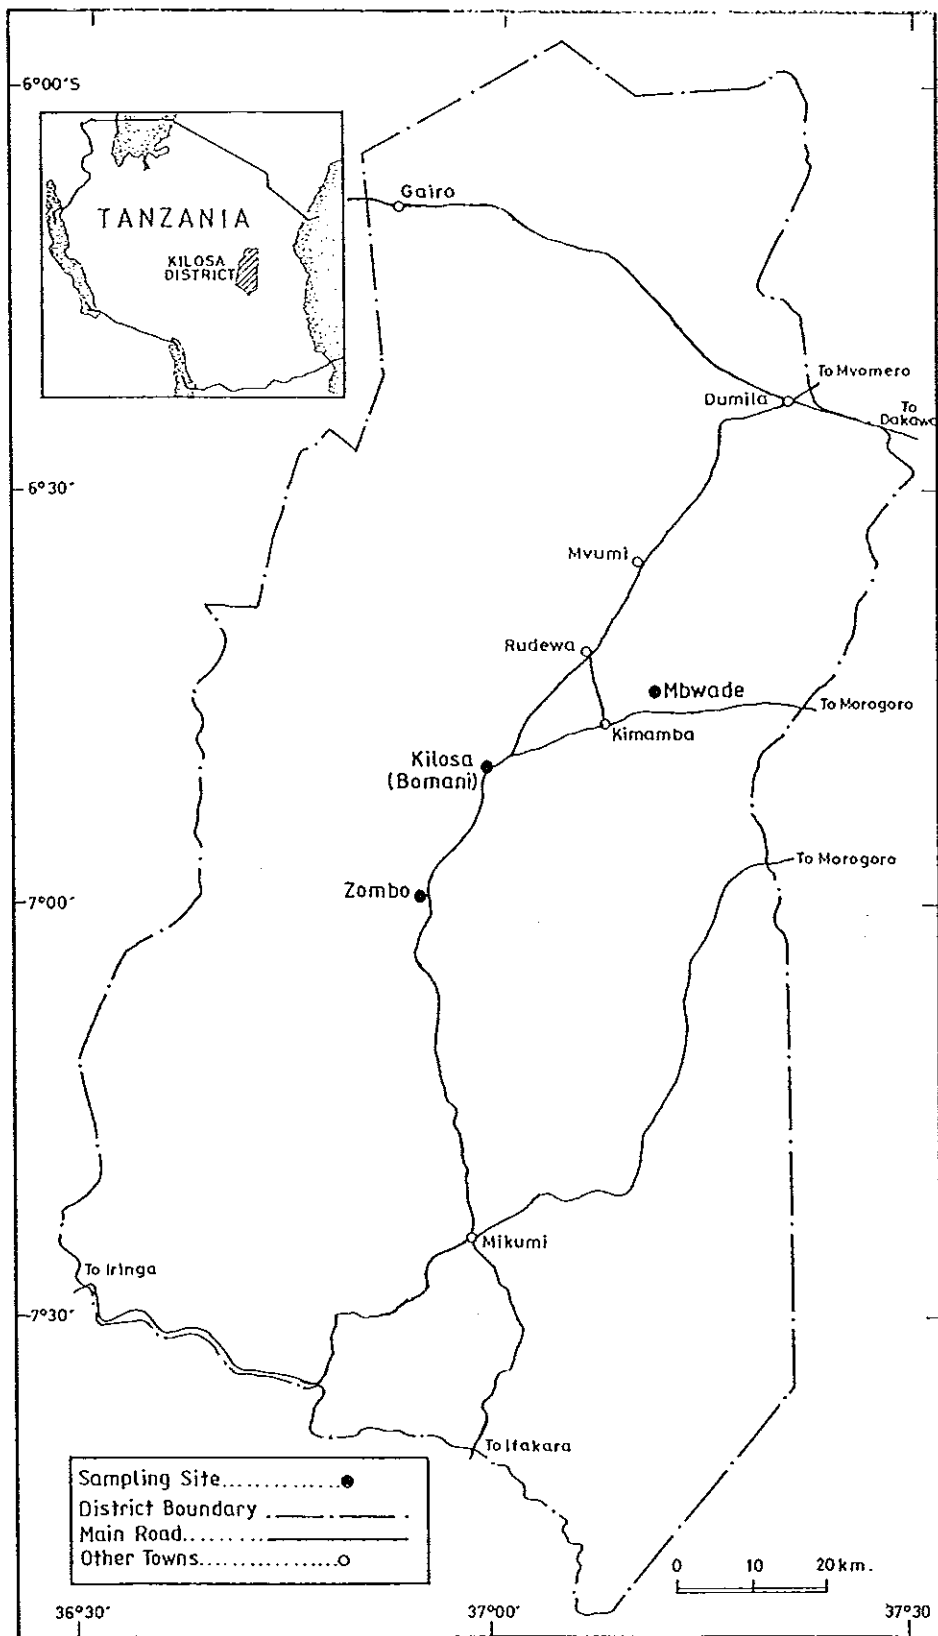 6°00'S
TANZANIA
KILOSA
DISTRICT
Gairo
To Mvomero
Dumila
To
Dakawa
6°30'
Mvumi
Rudewa
Mbwade
To Morogoro
Kimamba
Kilosa
(Bomani)
To Morogoro
Zombo
7°00'
Mikumi
To Iringa
7°30'
To Ifakara
Sampling Site..............
District Boundary
Main Road.........
Other Towns.................
0 10 20 km.
36°30' 37°00' 37°30'